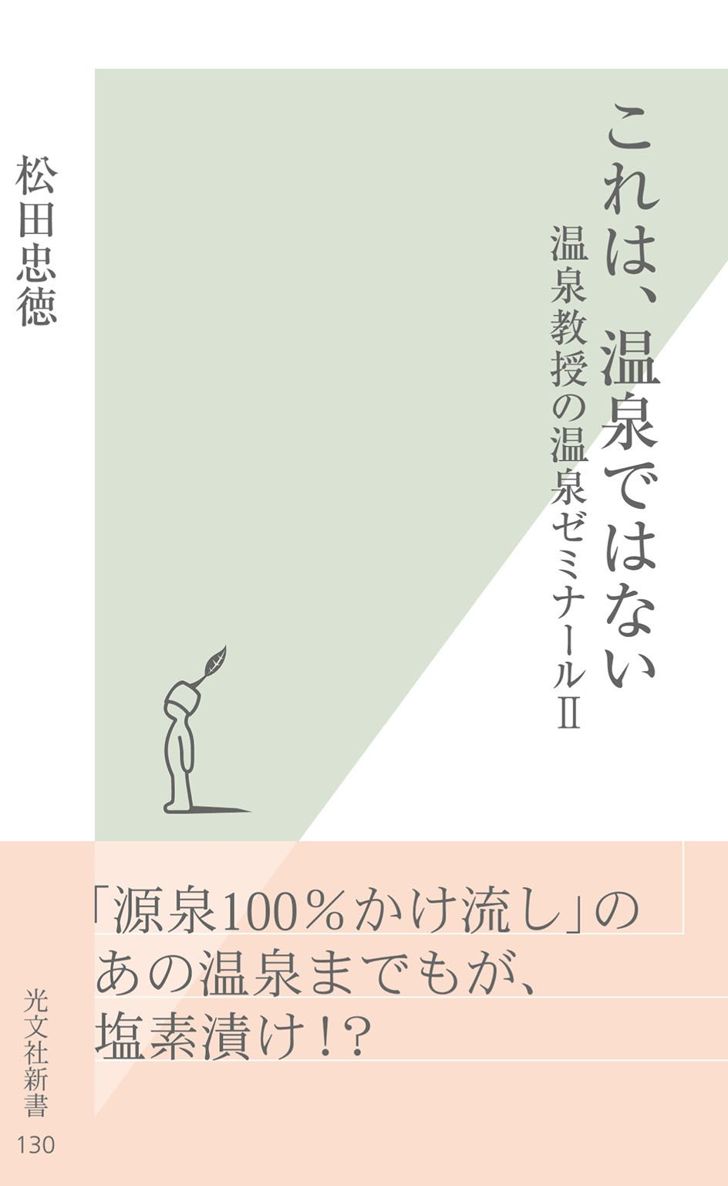 これは、温泉ではない
温泉教授の温泉ゼミナールⅡ
松田忠徳
「源泉100％かけ流し」の
あの温泉までもが、
塩素漬け！？
光文社新書
130